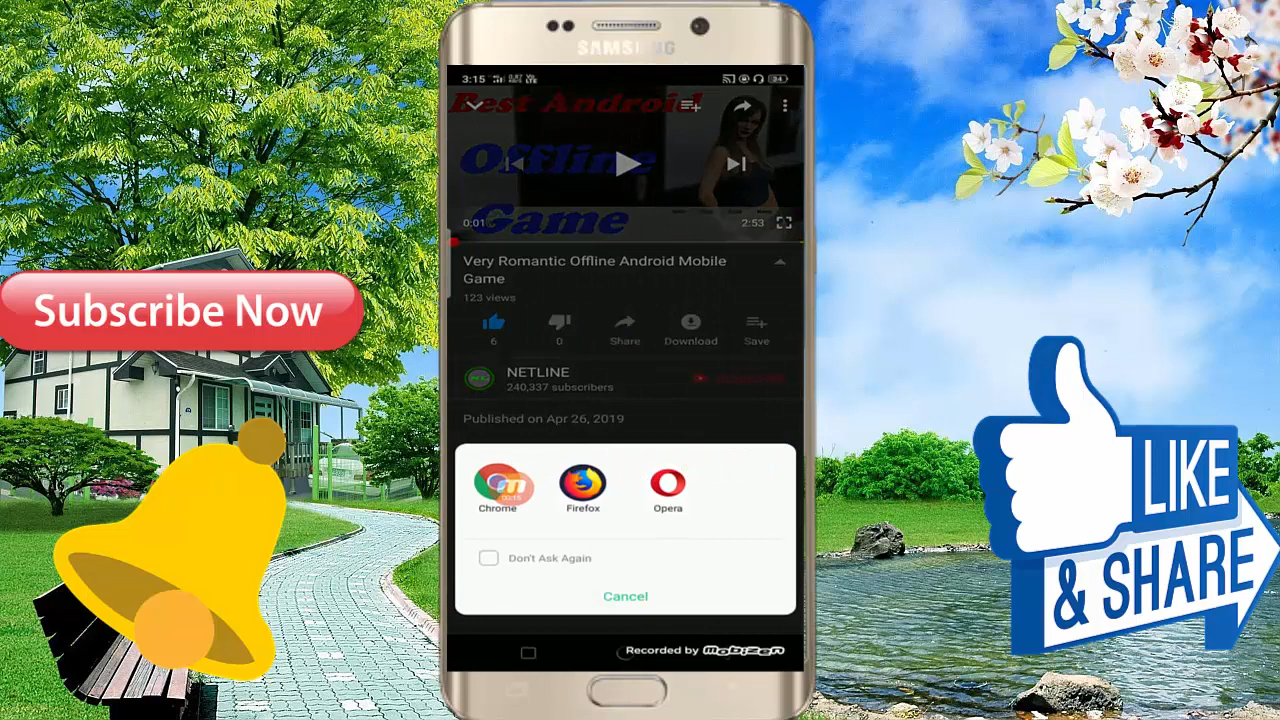 SAMSUNG
3:15
34
Best Android
Offline
Game
0:01
2:53
Very Romantic Offline Android Mobile
Game
123 views
6
0
Share
Download
Save
NETLINE
240,337 subscribers
Published on Apr 26, 2019
Chrome
Firefox
Opera
Don't Ask Again
Cancel
Recorded by mobizen
Subscribe Now
LIKE
& SHARE